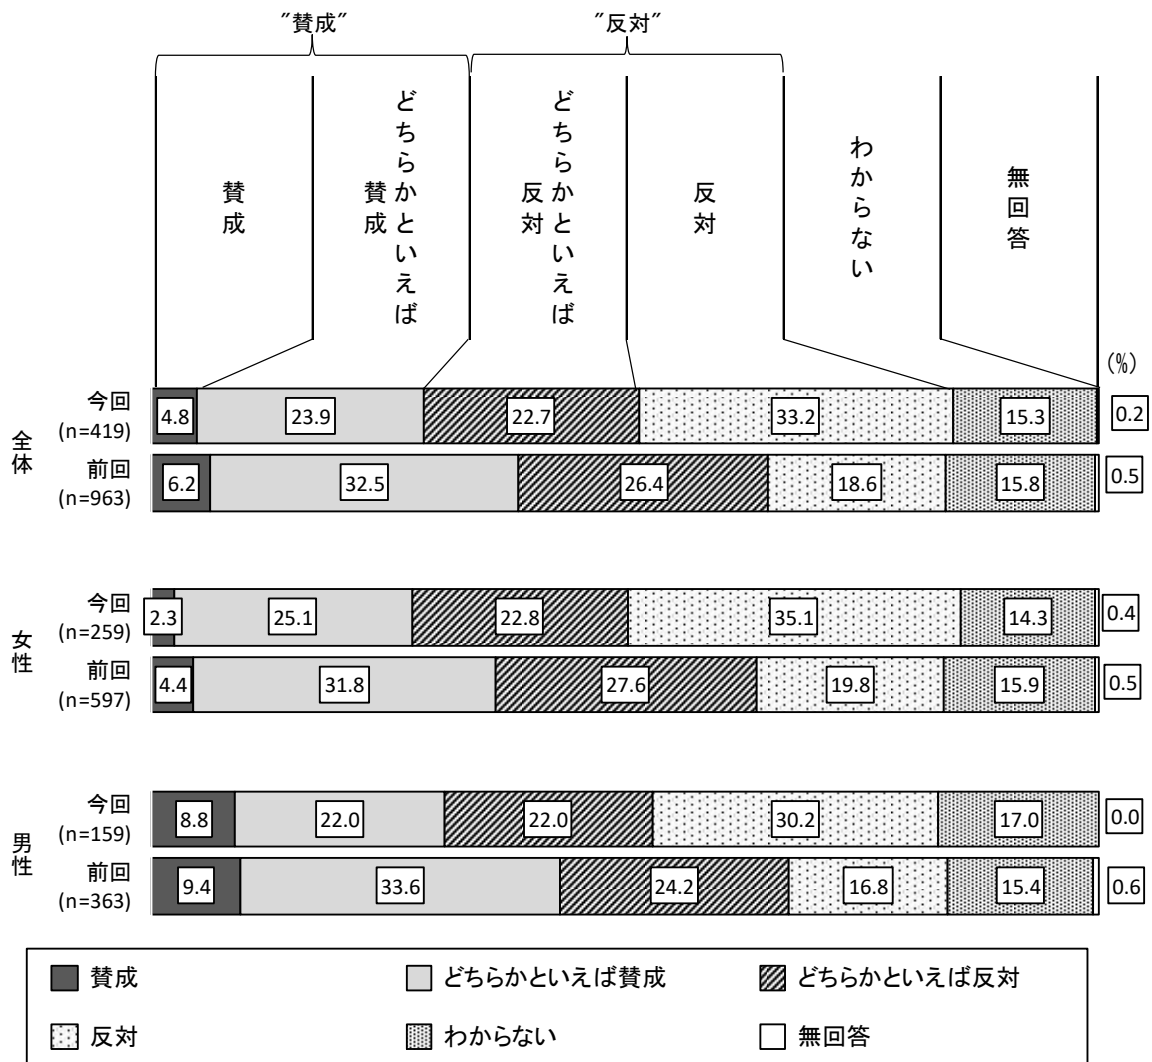 "賛成"
"反対"
賛成
どちらかといえば
賛成
どちらかといえば
反対
反対
わからない
無回答
(%)
全体
今回
(n=419)
4.8
23.9
22.7
33.2
15.3
0.2
前回
(n=963)
6.2
32.5
26.4
18.6
15.8
0.5
女性
今回
(n=259)
2.3
25.1
22.8
35.1
14.3
0.4
前回
(n=597)
4.4
31.8
27.6
19.8
15.9
0.5
男性
今回
(n=159)
8.8
22.0
22.0
30.2
17.0
0.0
前回
(n=363)
9.4
33.6
24.2
16.8
15.4
0.6
賛成
どちらかといえば賛成
どちらかといえば反対
反対
わからない
無回答